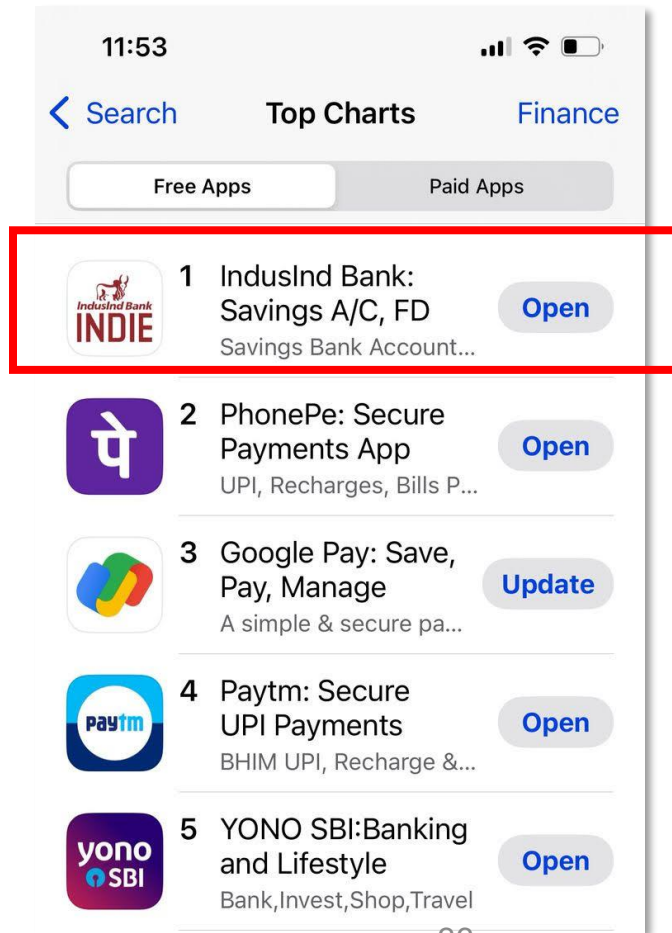 11:53
Search Top Charts Finance
Free Apps Paid Apps
IndusInd Bank
INDIE
1 IndusInd Bank:
Savings A/C, FD
Savings Bank Account...
Open
पे
2 PhonePe: Secure
Payments App
UPI, Recharges, Bills P...
Open
3 Google Pay: Save,
Pay, Manage
A simple & secure pa...
Update
paytm
4 Paytm: Secure
UPI Payments
BHIM UPI, Recharge &...
Open
yono
SBI
5 YONO SBI:Banking
and Lifestyle
Bank,Invest,Shop,Travel
Open